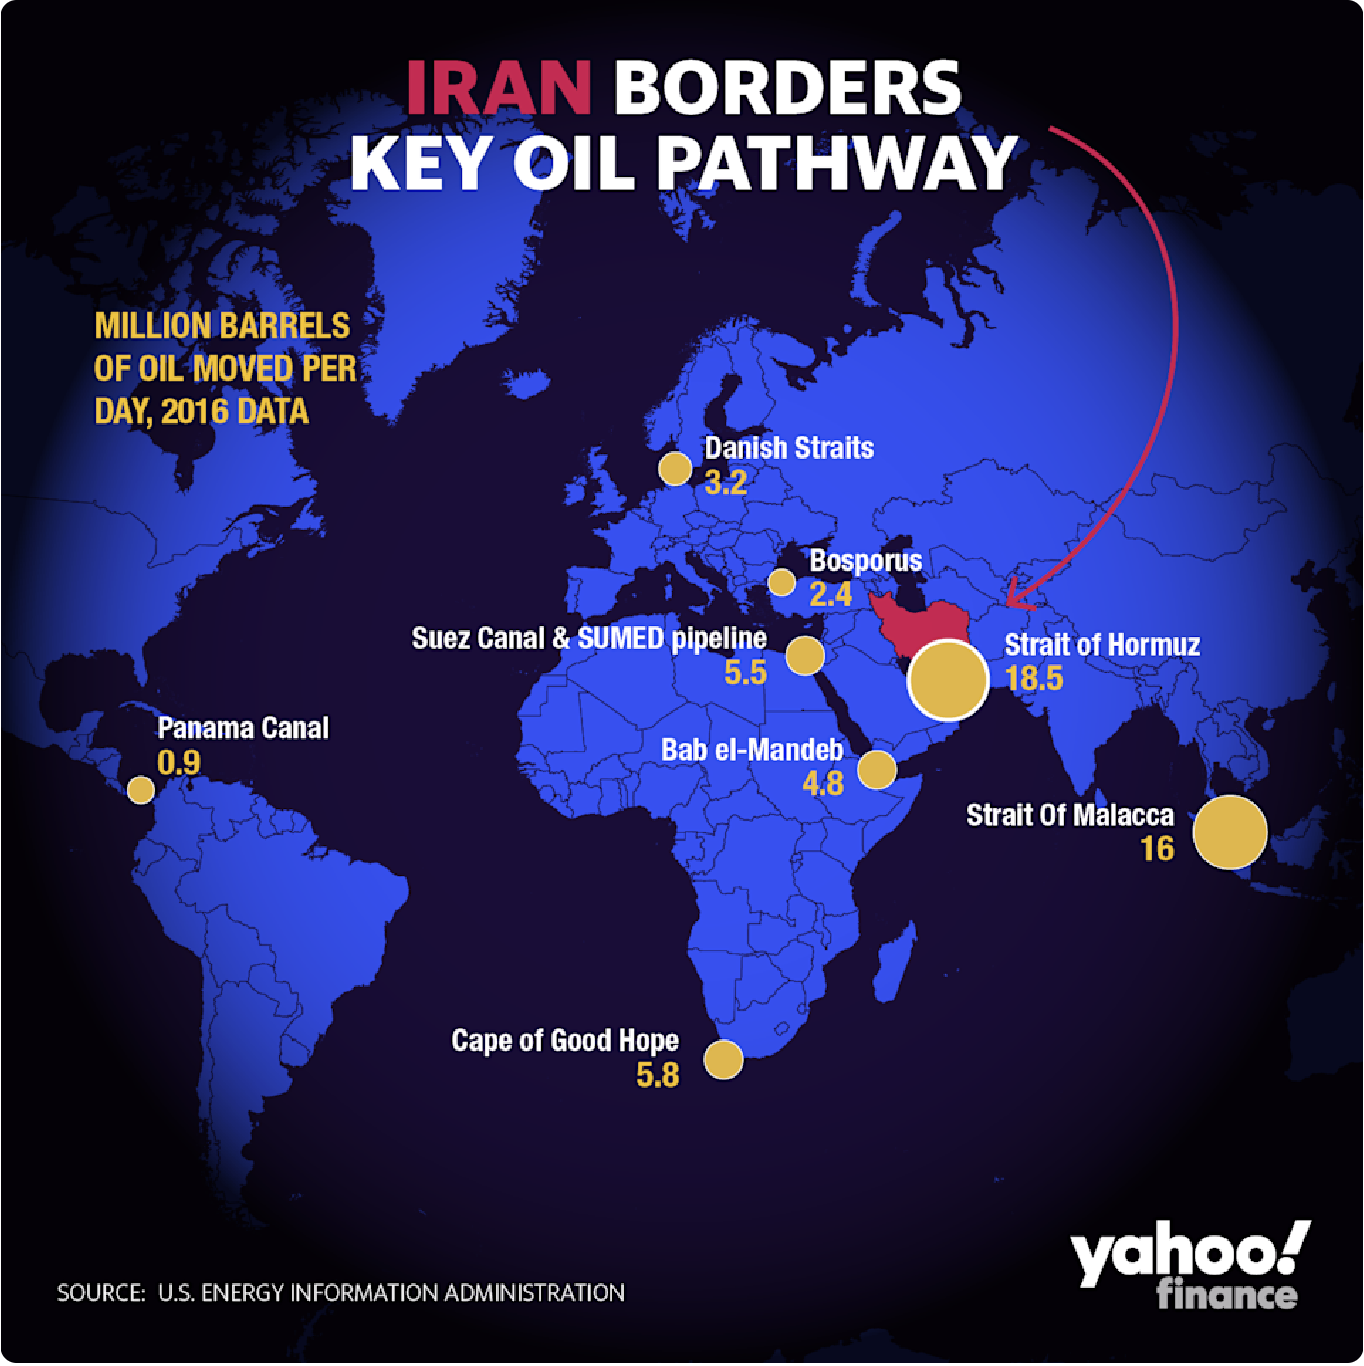 IRAN BORDERS
KEY OIL PATHWAY
MILLION BARRELS
OF OIL MOVED PER
DAY, 2016 DATA
Danish Straits
3.2
Bosporus
2.4
Suez Canal & SUMED pipeline
5.5
Strait of Hormuz
18.5
Panama Canal
0.9
Bab el-Mandeb
4.8
Strait Of Malacca
16
Cape of Good Hope
5.8
SOURCE: U.S. ENERGY INFORMATION ADMINISTRATION
yahoo!
finance